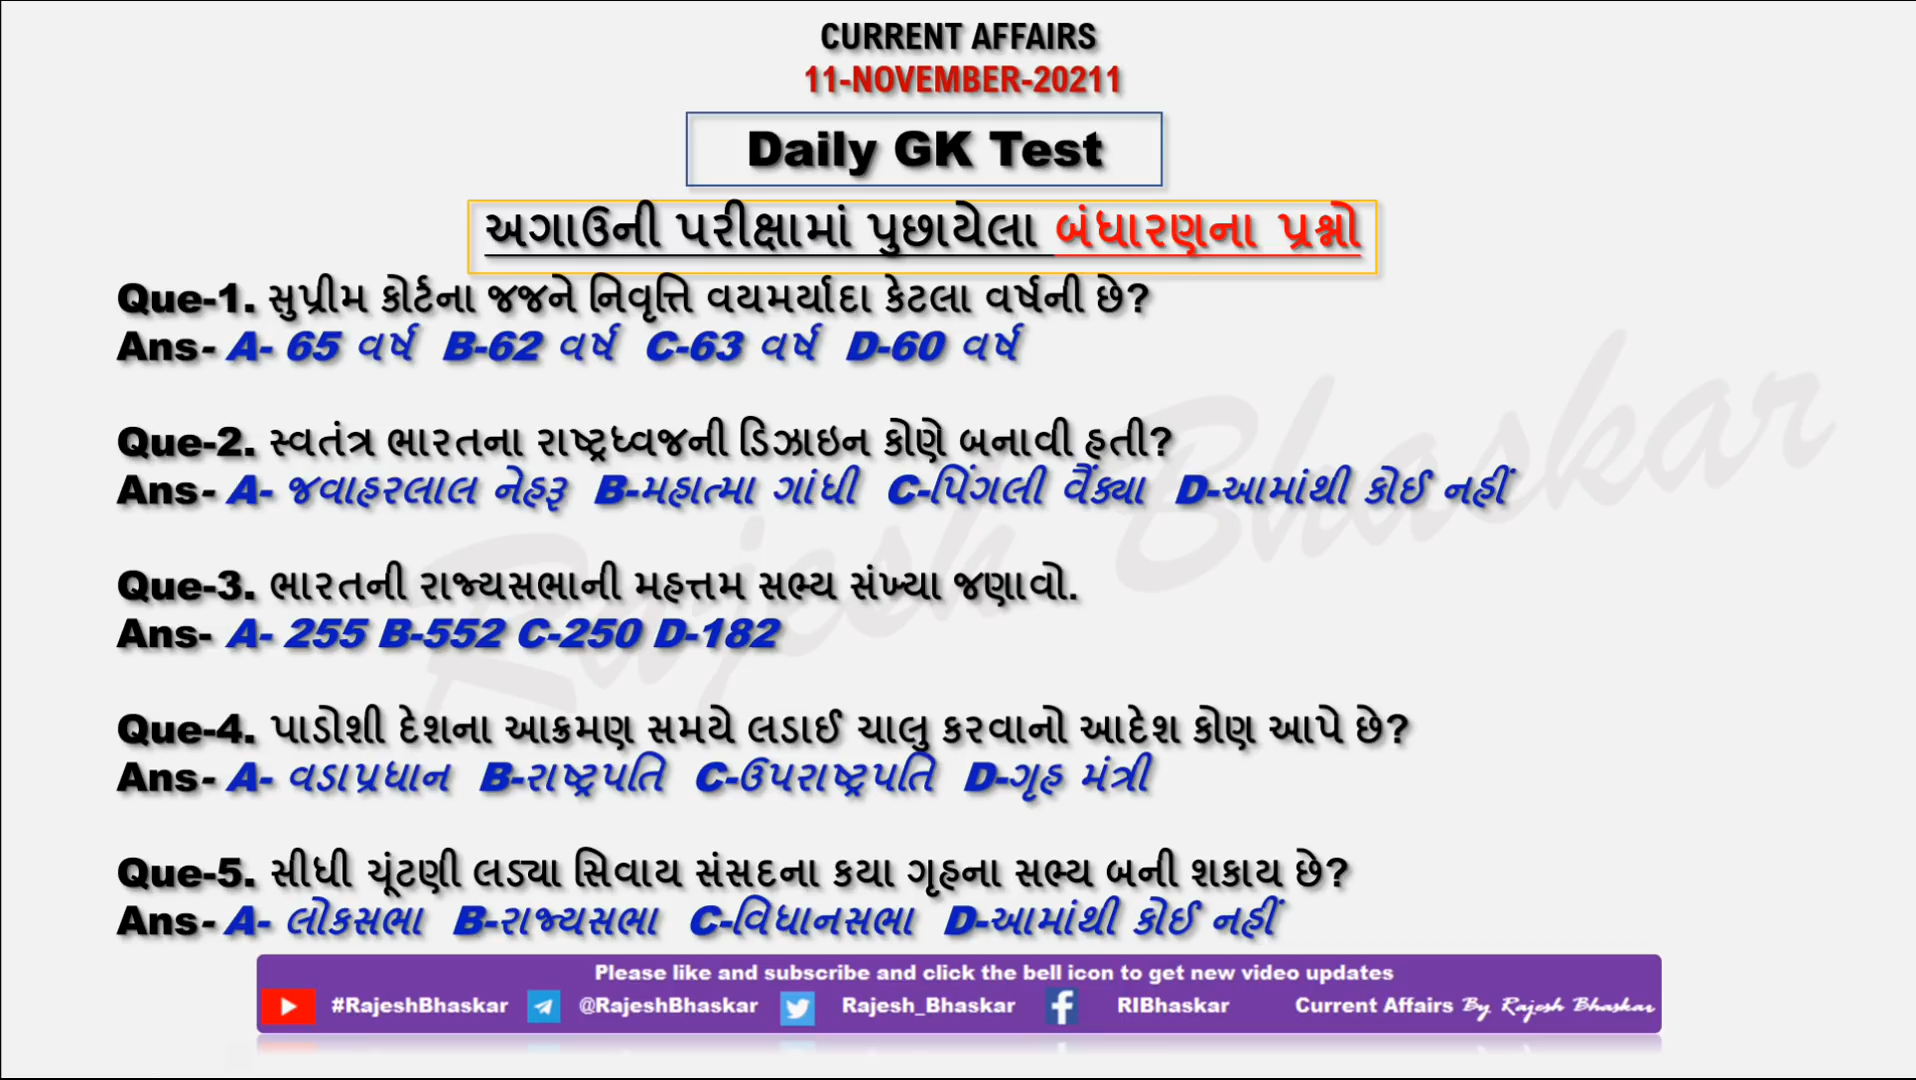 CURRENT AFFAIRS
11-NOVEMBER-20211
Daily GK Test
અગાઉની પરીક્ષામાં પુછાયેલા બંધારણના પ્રશ્નો
Que-1. સુપ્રીમ કોર્ટના જજને નિવૃત્તિ વયમર્યાદા કેટલા વર્ષની છે?
Ans- A- 65 વર્ષ B-62 વર્ષ C-63 વર્ષ D-60 વર્ષ
Que-2. સ્વતંત્ર ભારતના રાષ્ટ્રધ્વજની ડિઝાઇન કોણે બનાવી હતી?
Ans- A- જવાહરલાલ નેહરૂ B-મહાત્મા ગાંધી C-પિંગલી વૈંક્યા D-આમાંથી કોઈ નહીં
Que-3. ભારતની રાજ્યસભાની મહત્તમ સભ્ય સંખ્યા જણાવો.
Ans- A- 255 B-552 C-250 D-182
Que-4. પાડોશી દેશના આક્રમણ સમયે લડાઈ ચાલુ કરવાનો આદેશ કોણ આપે છે?
Ans- A- વડાપ્રધાન B-રાષ્ટ્રપતિ C-ઉપરાષ્ટ્રપતિ D-ગૃહ મંત્રી
Que-5. સીધી ચૂંટણી લડ્યા સિવાય સંસદના કયા ગૃહના સભ્ય બની શકાય છે?
Ans- A- લોકસભા B-રાજ્યસભા C-વિધાનસભા D-આમાંથી કોઈ નહીં
Rajesh Bhaskar
Please like and subscribe and click the bell icon to get new video updates
#RajeshBhaskar @RajeshBhaskar Rajesh_Bhaskar RIBhaskar Current Affairs By Rajesh Bhaskar